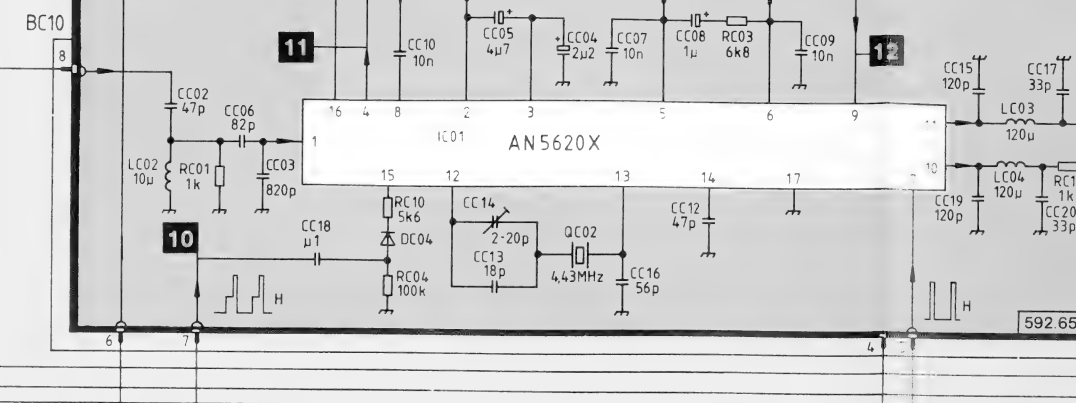 BC10
8
11
CC10
10n
CC05
4µ7
+
CC04
2µ2
+
CC07
10n
CC08
1µ
+
RC03
6k8
CC09
10n
12
CC15
120p
CC17
33p
LC03
120µ
CC02
47p
CC06
82p
LC02
10µ
RC01
1k
CC03
820p
16
4
8
2
3
5
6
9
1
IC01
AN5620X
11
10
15
12
13
14
17
7
LC04
120µ
RC1
1k
CC19
120p
CC20
33p
10
CC18
µ1
RC10
5k6
DC04
RC04
100k
CC14
2-20p
CC13
18p
QC02
4,43MHz
CC16
56p
CC12
47p
H
H
592.65
6
7
4